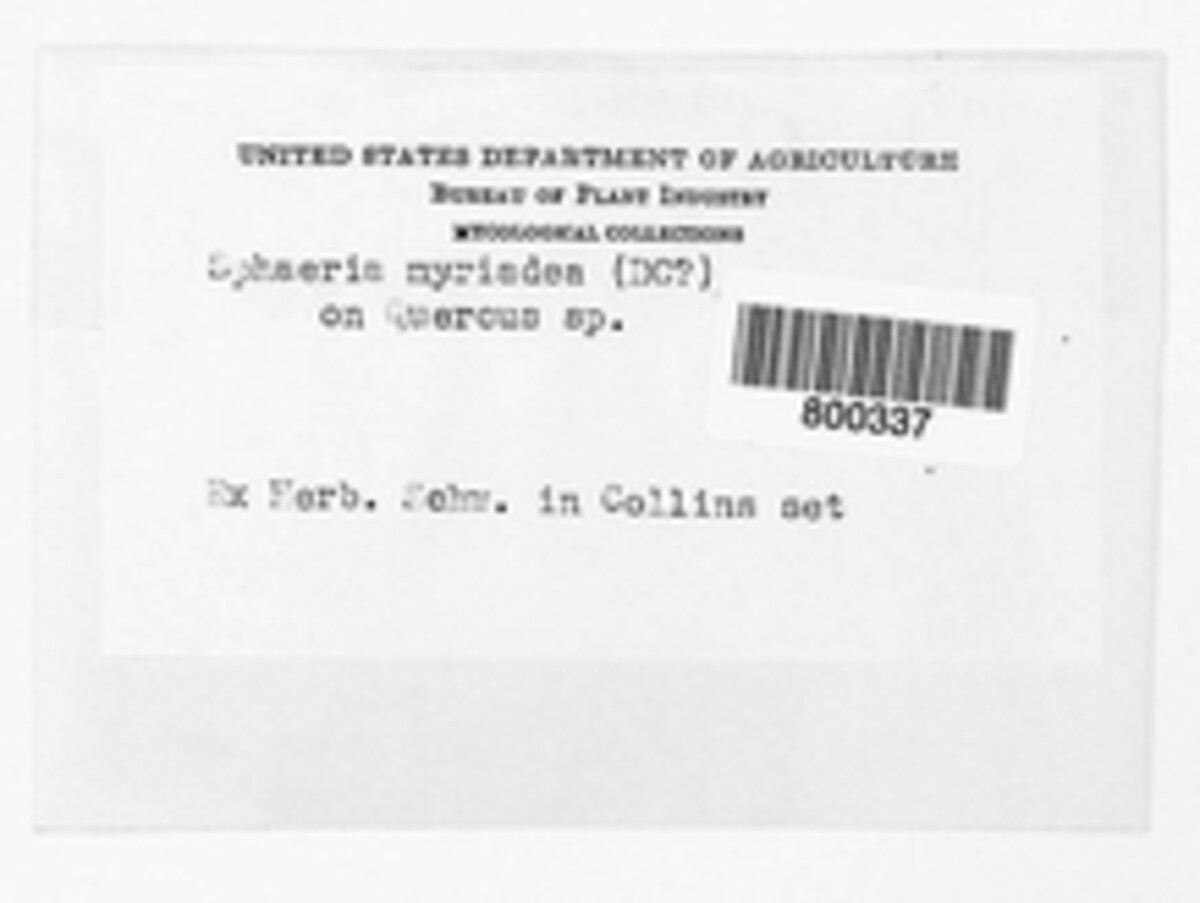 UNITED STATES DEPARTMENT OF AGRICULTURE
BUREAU OF PLANT INDUSTRY
MYCOLOGICAL COLLECTIONS
Sphaeria myriadea (DC?)
on Quercus sp.
800337
Ex Herb. Schw. in Collins set